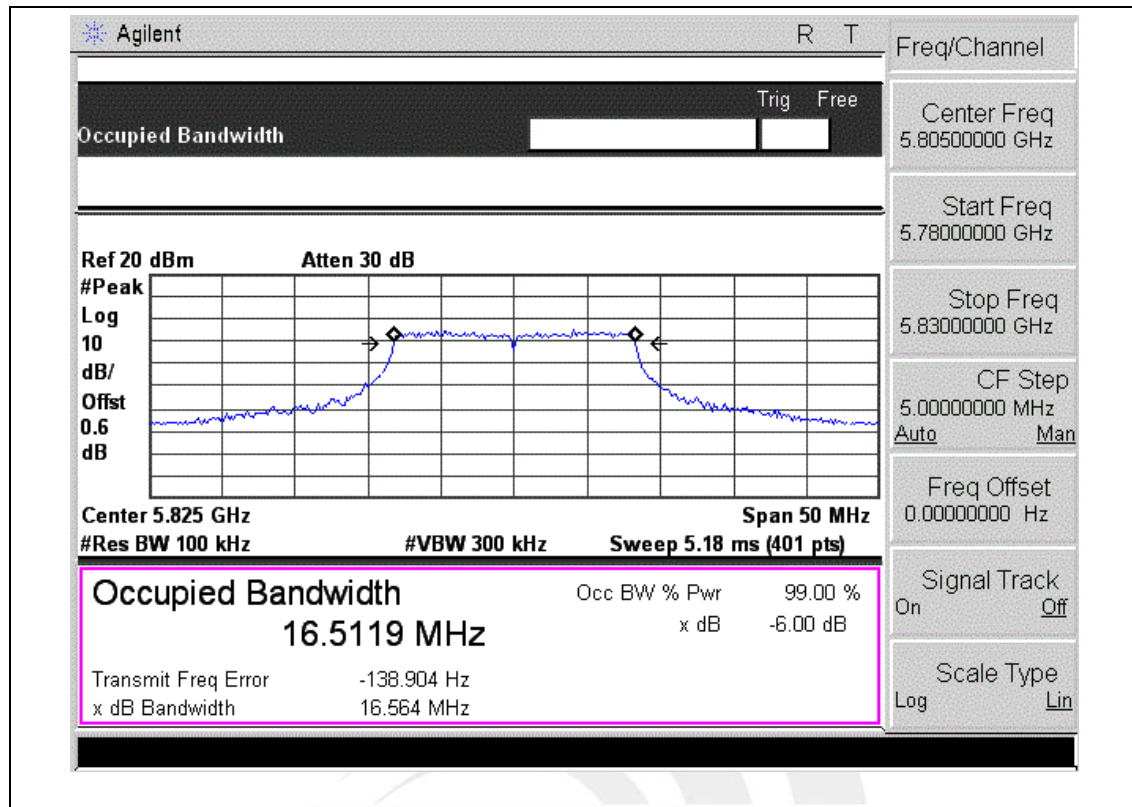 Agilent R T
Occupied Bandwidth
Trig Free
Ref 20 dBm Atten 30 dB
#Peak
Log
10
dB/
Offst
0.6
dB
Center 5.825 GHz Span 50 MHz
#Res BW 100 kHz #VBW 300 kHz Sweep 5.18 ms (401 pts)
Occupied Bandwidth
16.5119 MHz
Occ BW % Pwr 99.00 %
x dB -6.00 dB
Transmit Freq Error -138.904 Hz
x dB Bandwidth 16.564 MHz
Freq/Channel
Center Freq
5.80500000 GHz
Start Freq
5.78000000 GHz
Stop Freq
5.83000000 GHz
CF Step
5.00000000 MHz
Auto Man
Freq Offset
0.00000000 Hz
Signal Track
On Off
Scale Type
Log Lin